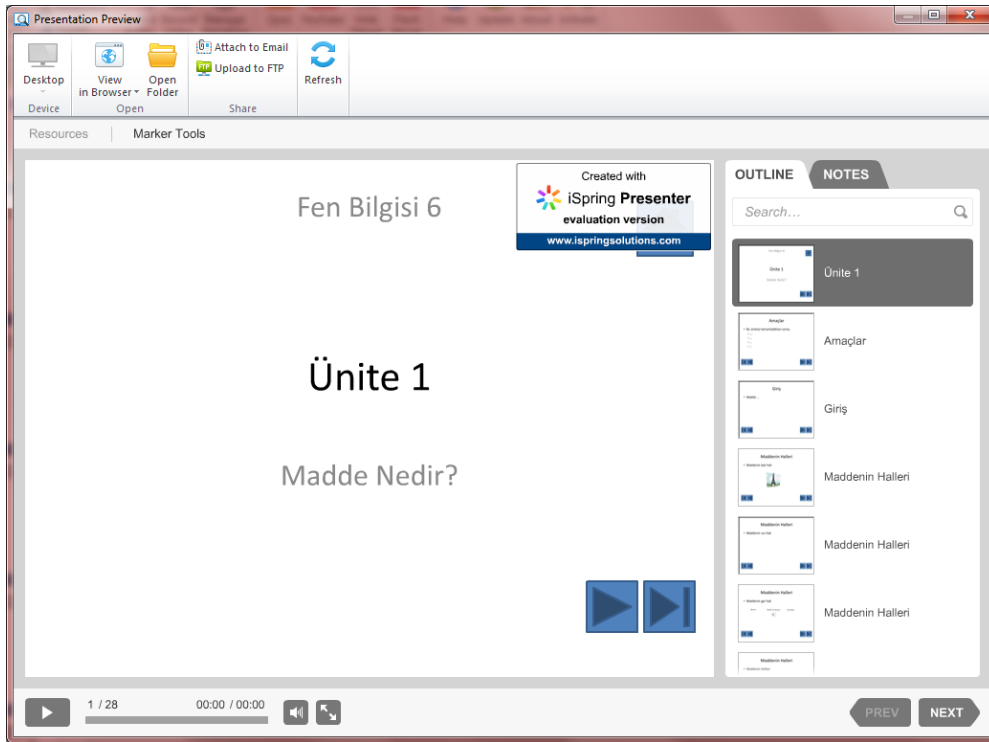 Presentation Preview
Desktop
View
in Browser
Open
Folder
Attach to Email
Upload to FTP
Refresh
Device
Open
Share
Resources
Marker Tools
Fen Bilgisi 6
Created with
iSpring Presenter
evaluation version
www.ispringsolutions.com
Ünite 1
Madde Nedir?
OUTLINE
NOTES
Search...
Ünite 1
Amaçlar
Giriş
Maddenin Halleri
Maddenin Halleri
Maddenin Halleri
1 / 28
00:00 / 00:00
PREV
NEXT